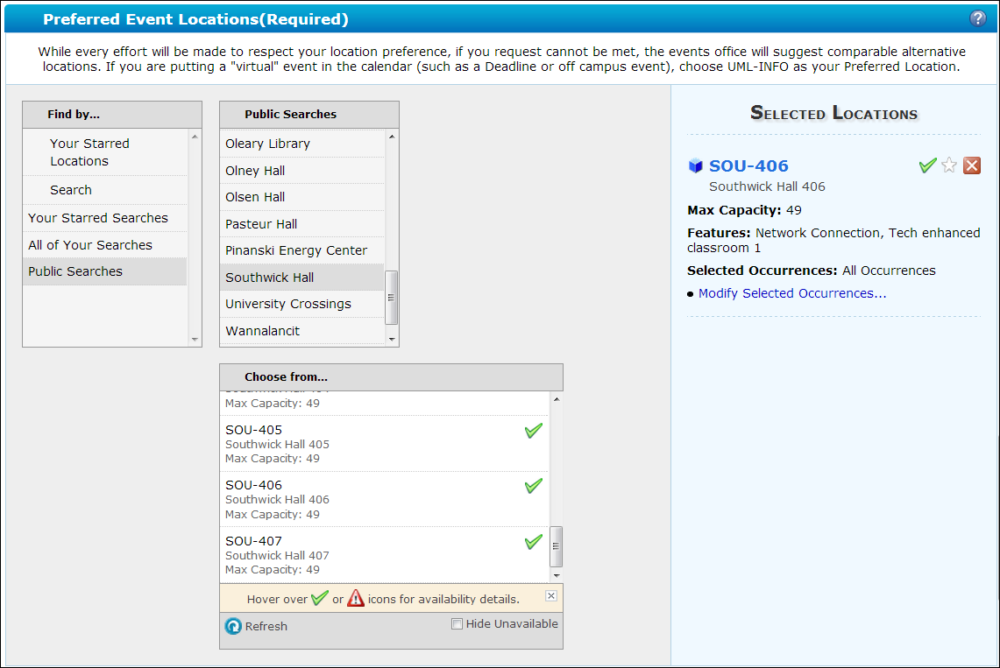 Preferred Event Locations(Required)
While every effort will be made to respect your location preference, if you request cannot be met, the events office will suggest comparable alternative
locations. If you are putting a "virtual" event in the calendar (such as a Deadline or off campus event), choose UML-INFO as your Preferred Location.
Find by...
Your Starred
Locations
Search
Your Starred Searches
All of Your Searches
Public Searches
Public Searches
Oleary Library
Olney Hall
Olsen Hall
Pasteur Hall
Pinanski Energy Center
Southwick Hall
University Crossings
Wannalancit
Choose from...
Max Capacity: 49
SOU-405
Southwick Hall 405
Max Capacity: 49
SOU-406
Southwick Hall 406
Max Capacity: 49
SOU-407
Southwick Hall 407
Max Capacity: 49
Hover over or icons for availability details.
Refresh
Hide Unavailable
Selected Locations
SOU-406
Southwick Hall 406
Max Capacity: 49
Features: Network Connection, Tech enhanced
classroom 1
Selected Occurrences: All Occurrences
Modify Selected Occurrences...